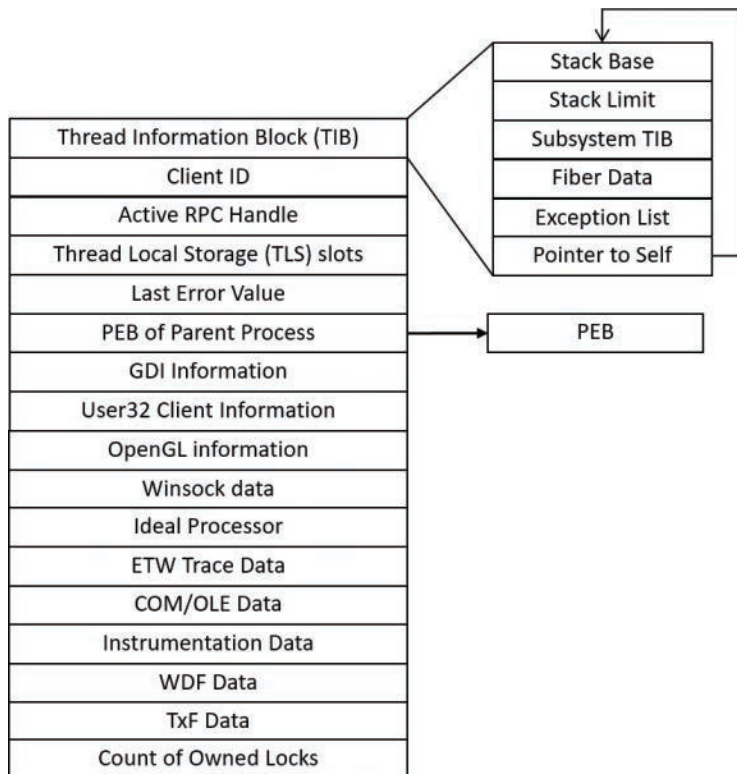 Stack Base
Stack Limit
Subsystem TIB
Fiber Data
Exception List
Pointer to Self
Thread Information Block (TIB)
Client ID
Active RPC Handle
Thread Local Storage (TLS) slots
Last Error Value
PEB of Parent Process
PEB
GDI Information
User32 Client Information
OpenGL information
Winsock data
Ideal Processor
ETW Trace Data
COM/OLE Data
Instrumentation Data
WDF Data
TxF Data
Count of Owned Locks